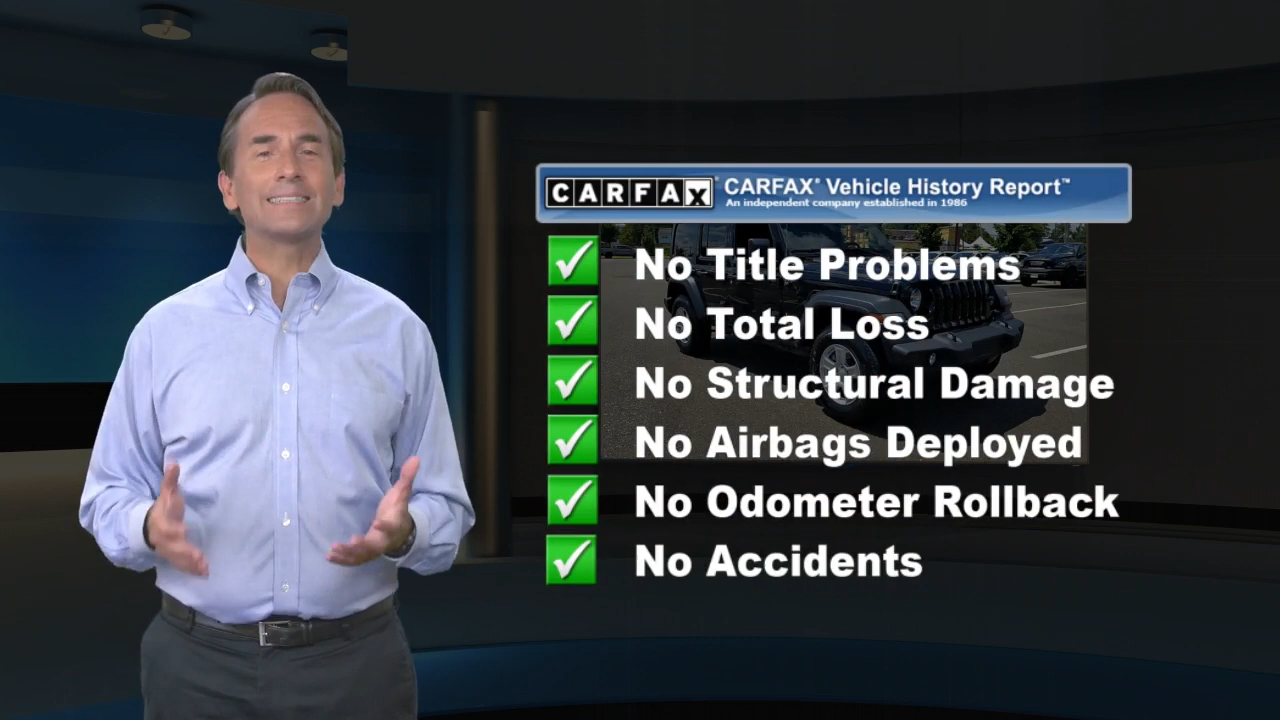 CARFAX® CARFAX® Vehicle History Report™
An independent company established in 1986
No Title Problems
No Total Loss
No Structural Damage
No Airbags Deployed
No Odometer Rollback
No Accidents